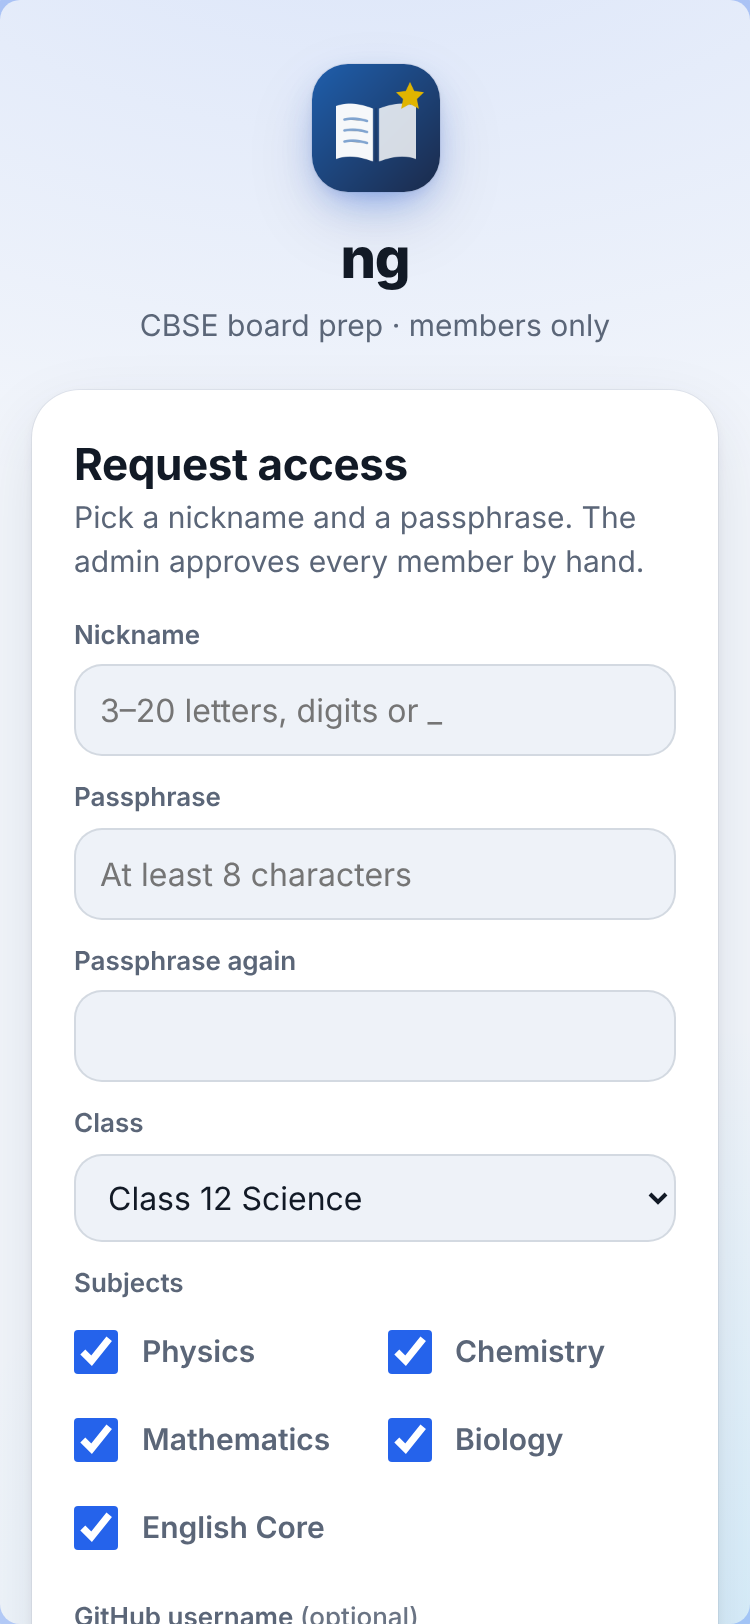 ng
CBSE board prep · members only
Request access
Pick a nickname and a passphrase. The
admin approves every member by hand.
Nickname
3–20 letters, digits or _
Passphrase
At least 8 characters
Passphrase again
Class
Class 12 Science
Subjects
Physics
Chemistry
Mathematics
Biology
English Core
GitHub username (optional)